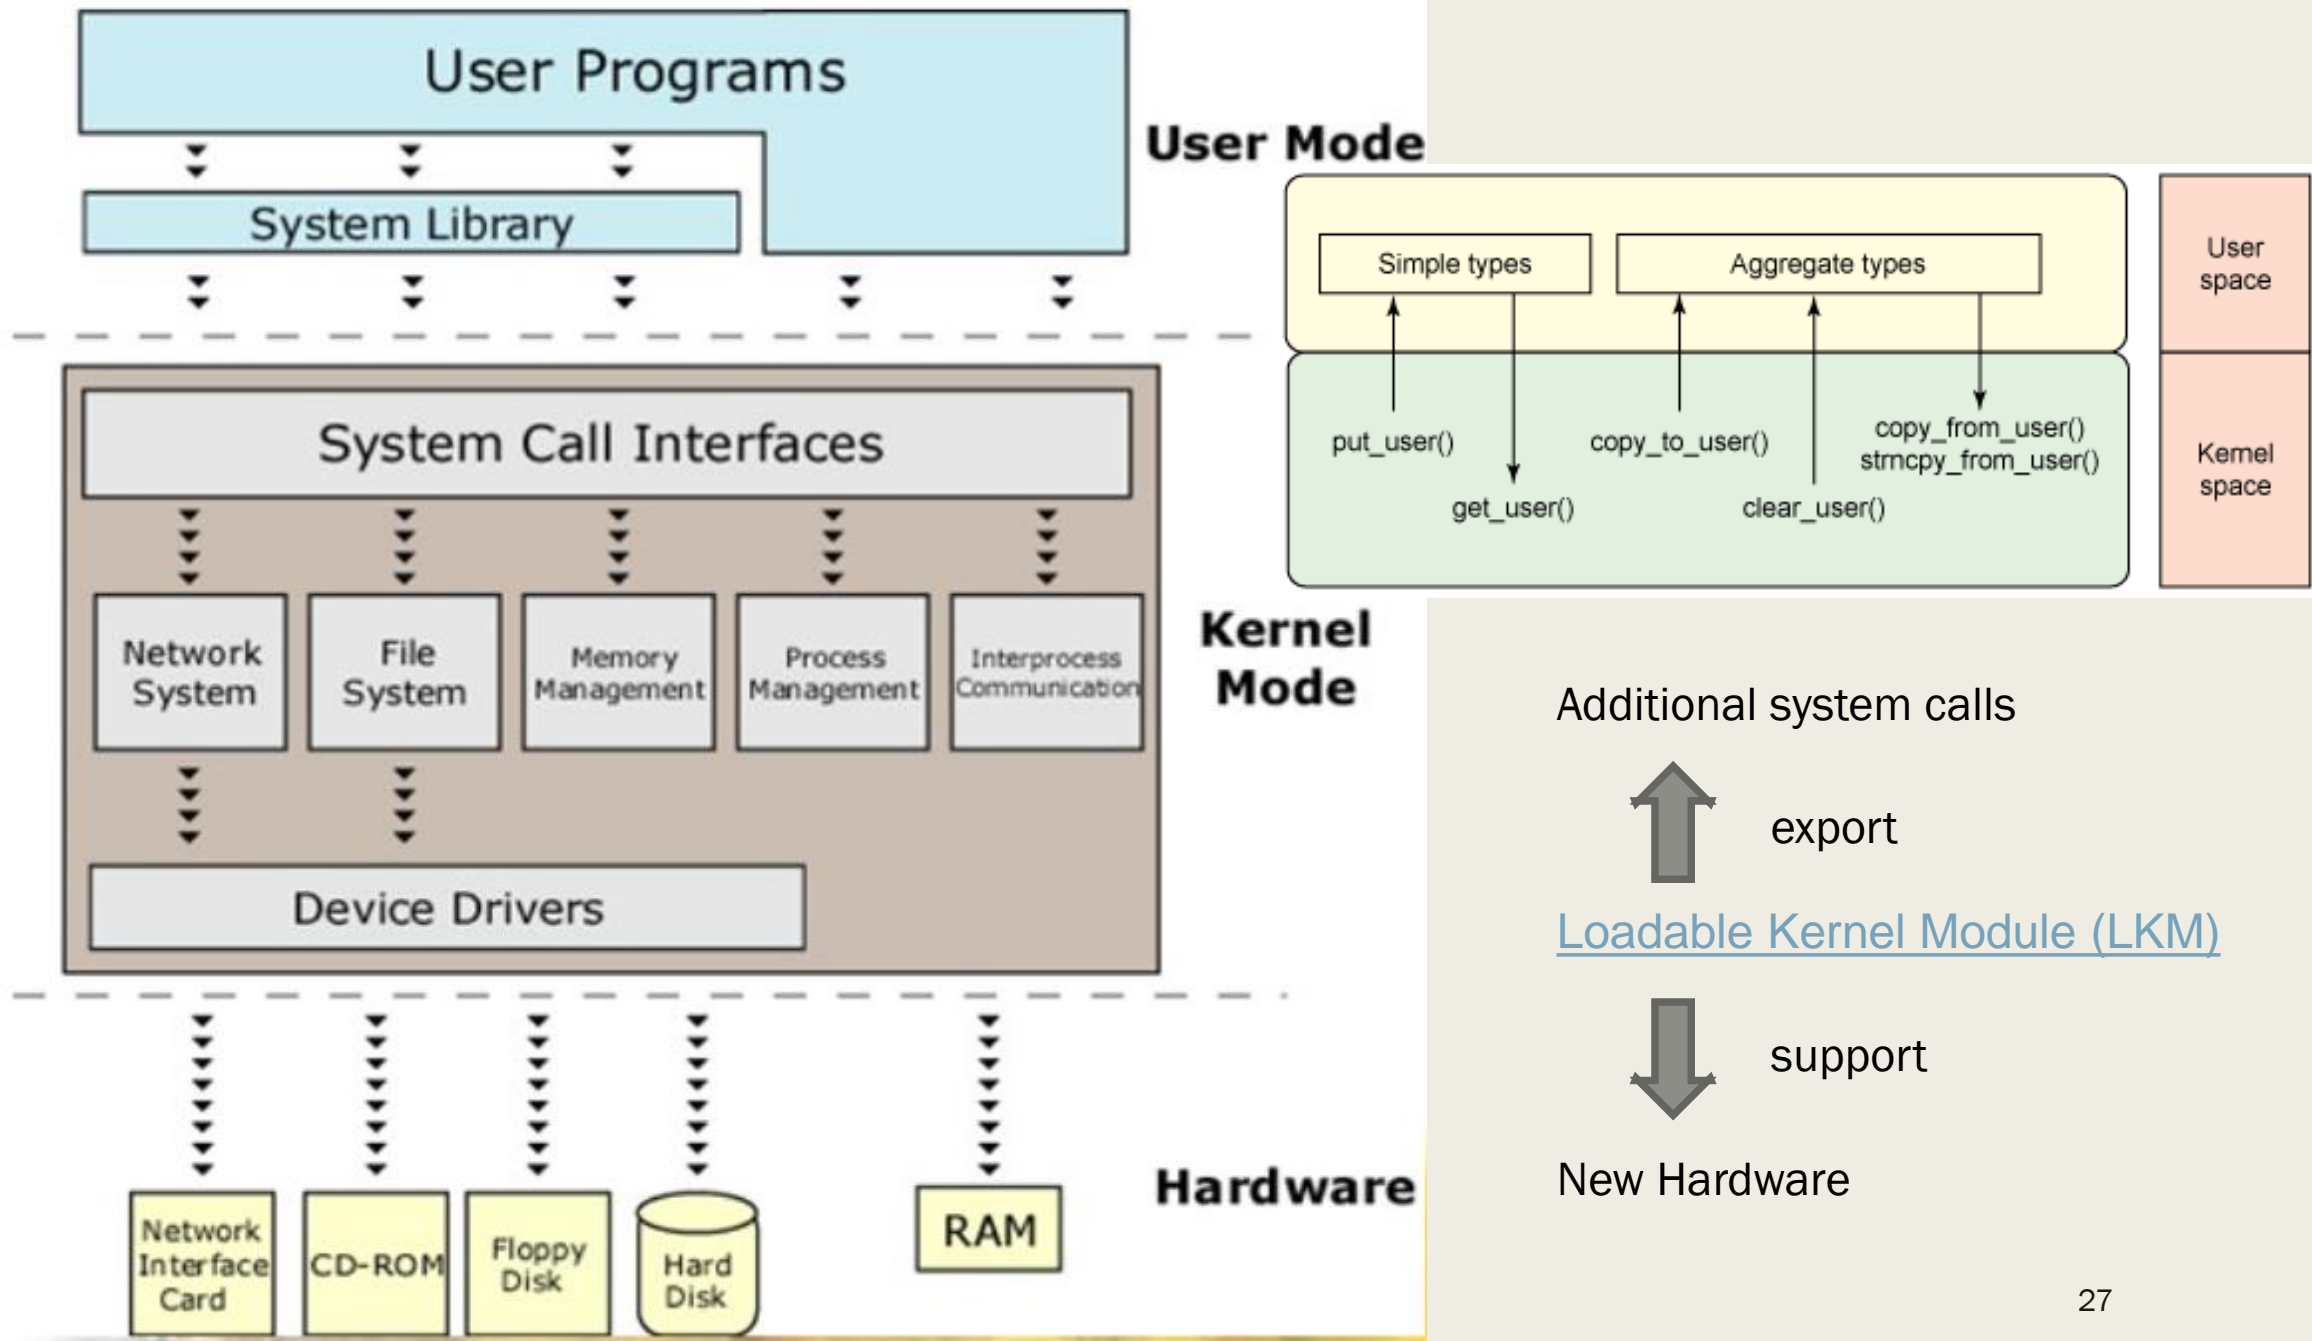 User Programs
User Mode
System Library
System Call Interfaces
Network
System
File
System
Memory
Management
Process
Management
Interprocess
Communication
Kernel
Mode
Device Drivers
Network
Interface
Card
CD-ROM
Floppy
Disk
Hard
Disk
RAM
Hardware
Simple types
Aggregate types
User
space
put_user()
copy_to_user()
copy_from_user()
strncpy_from_user()
get_user()
clear_user()
Kernel
space
Additional system calls
export
Loadable Kernel Module (LKM)
support
New Hardware
27